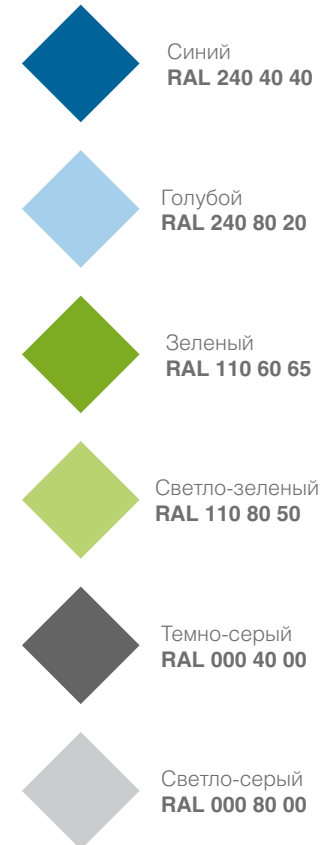 Синий
RAL 240 40 40
Голубой
RAL 240 80 20
Зеленый
RAL 110 60 65
Светло-зеленый
RAL 110 80 50
Темно-серый
RAL 000 40 00
Светло-серый
RAL 000 80 00